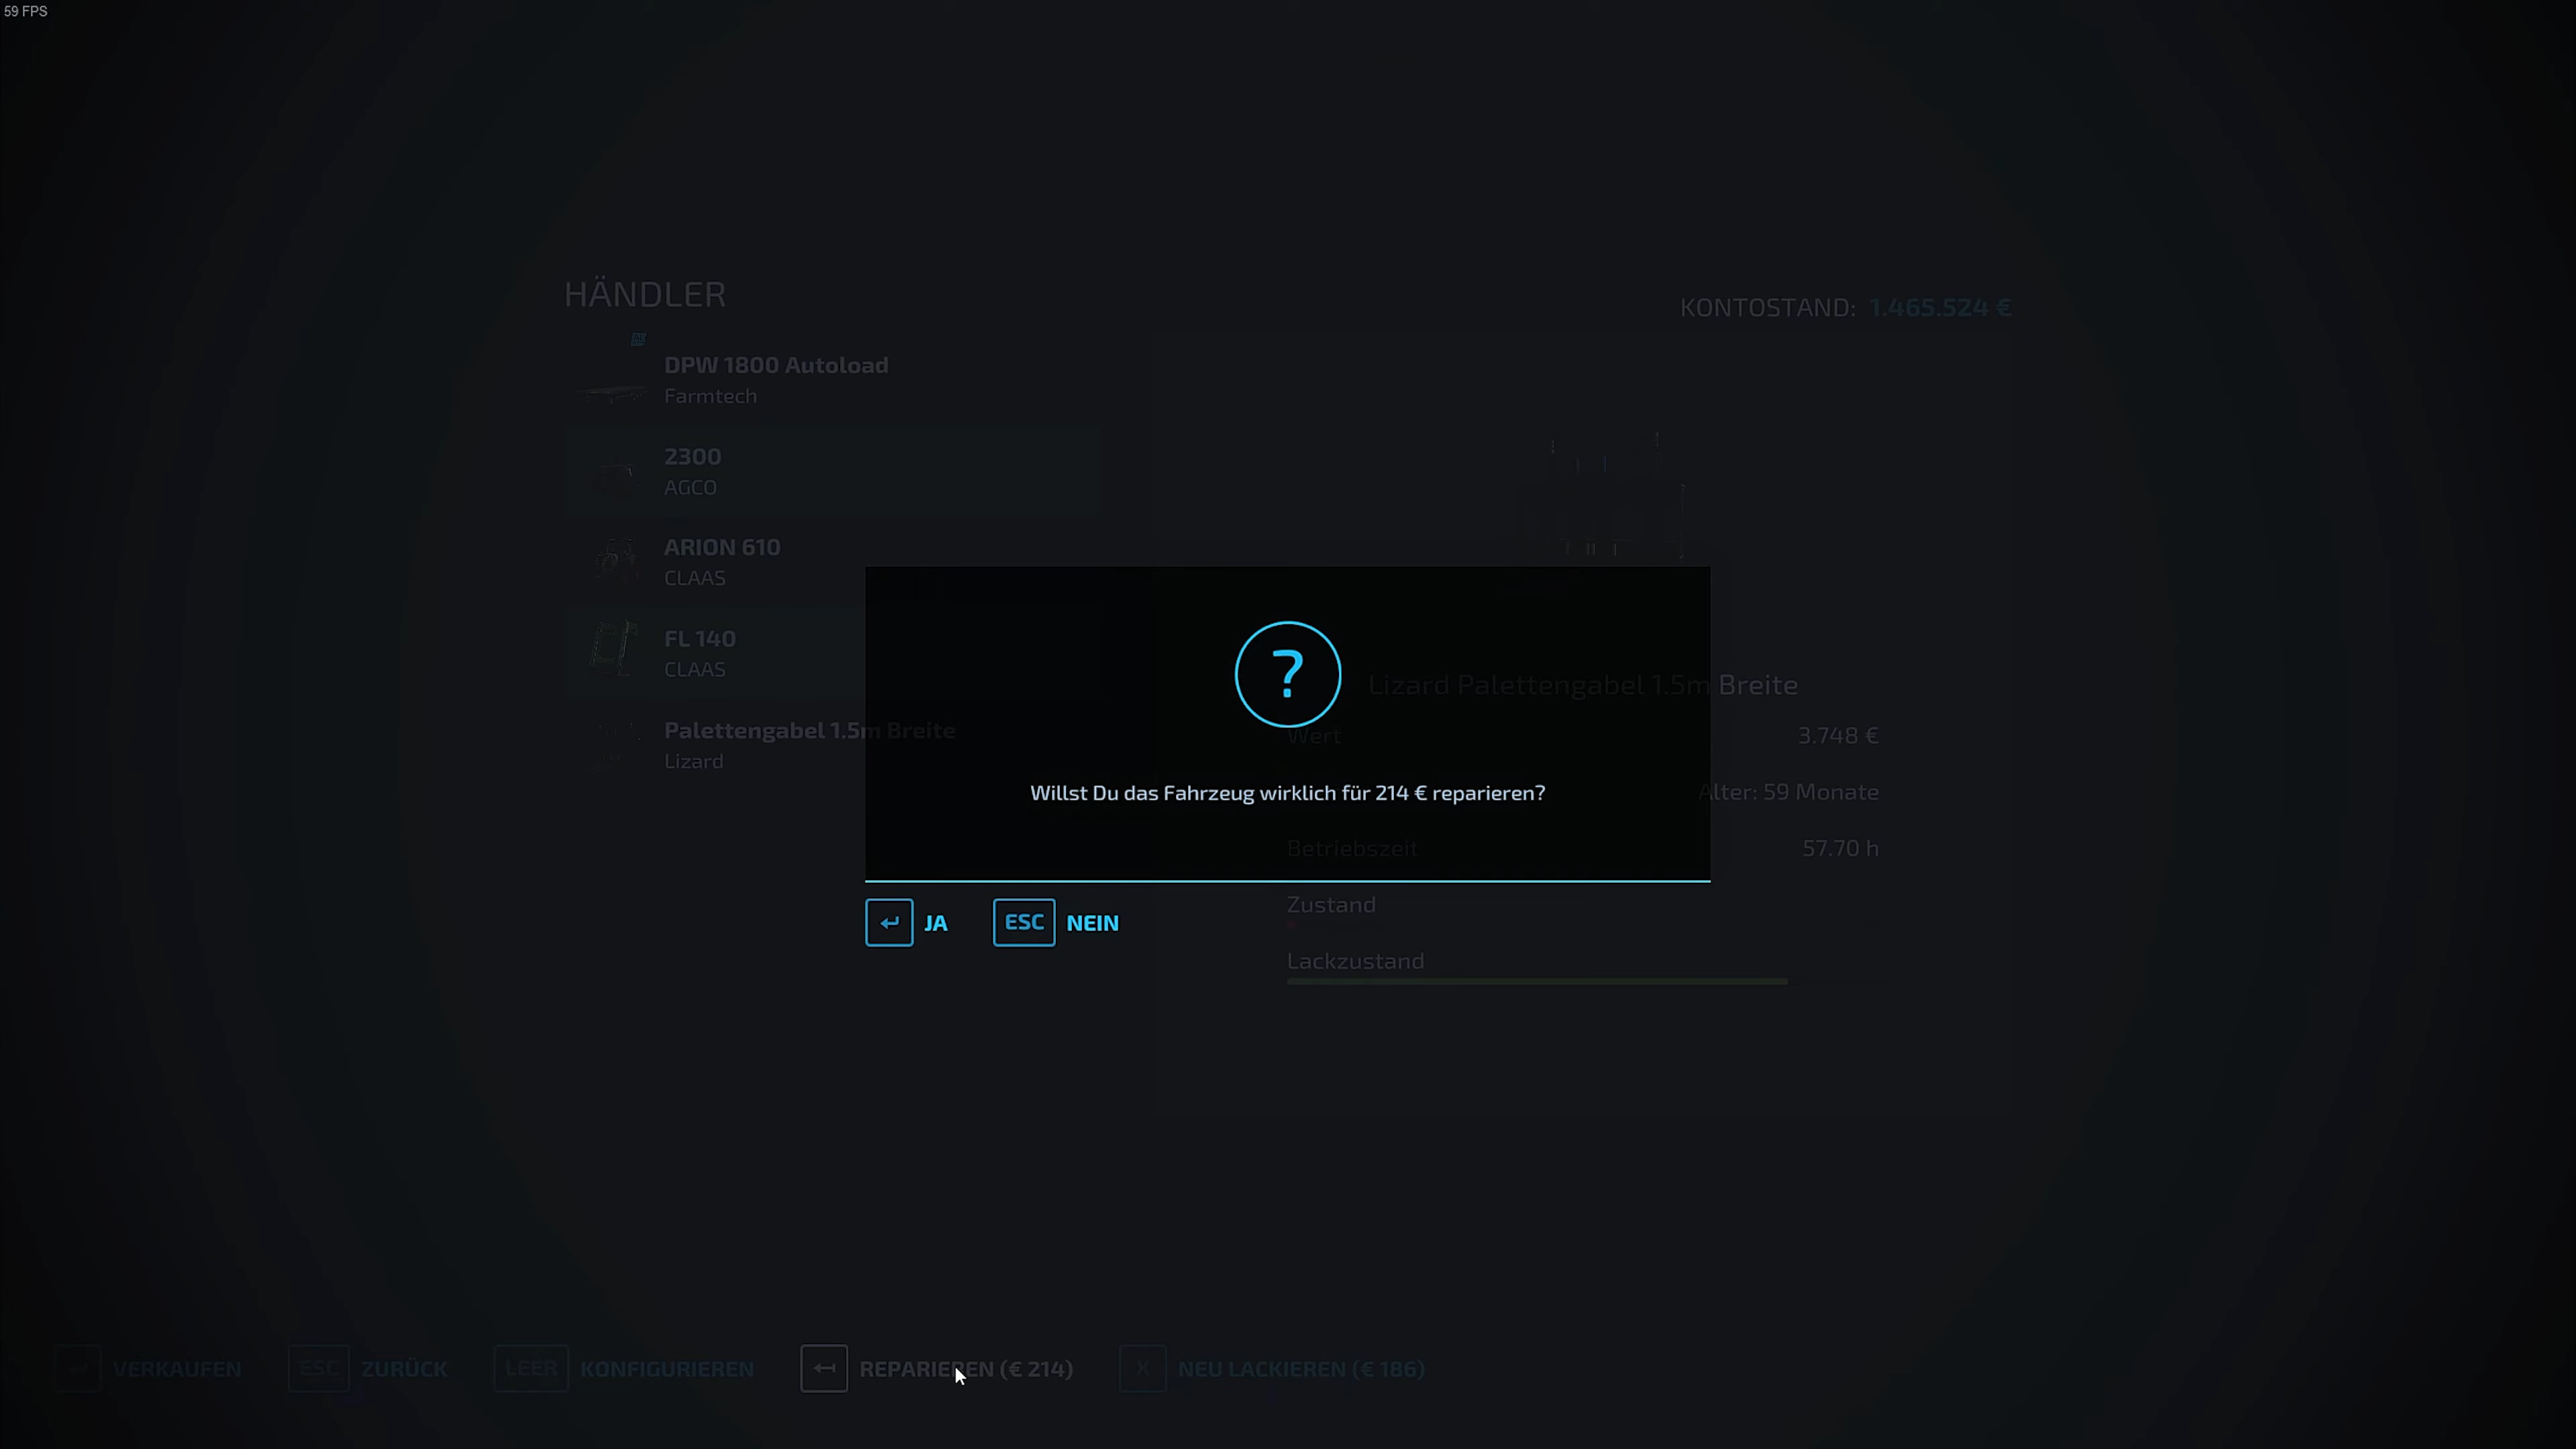 59 FPS
HÄNDLER
KONTOSTAND: 1.465.524 €
DPW 1800 Autoload
Farmtech
2300
AGCO
ARION 610
CLAAS
FL 140
CLAAS
Palettengabel 1.5m Breite
Lizard
Lizard Palettengabel 1.5m Breite
Wert 3.748 €
Alter: 59 Monate
Betriebszeit 57.70 h
Zustand
Lackzustand
?
Willst Du das Fahrzeug wirklich für 214 € reparieren?
JA ESC NEIN
VERKAUFEN ESC ZURÜCK LEER KONFIGURIEREN REPARIEREN (€ 214) X NEU LACKIEREN (€ 186)